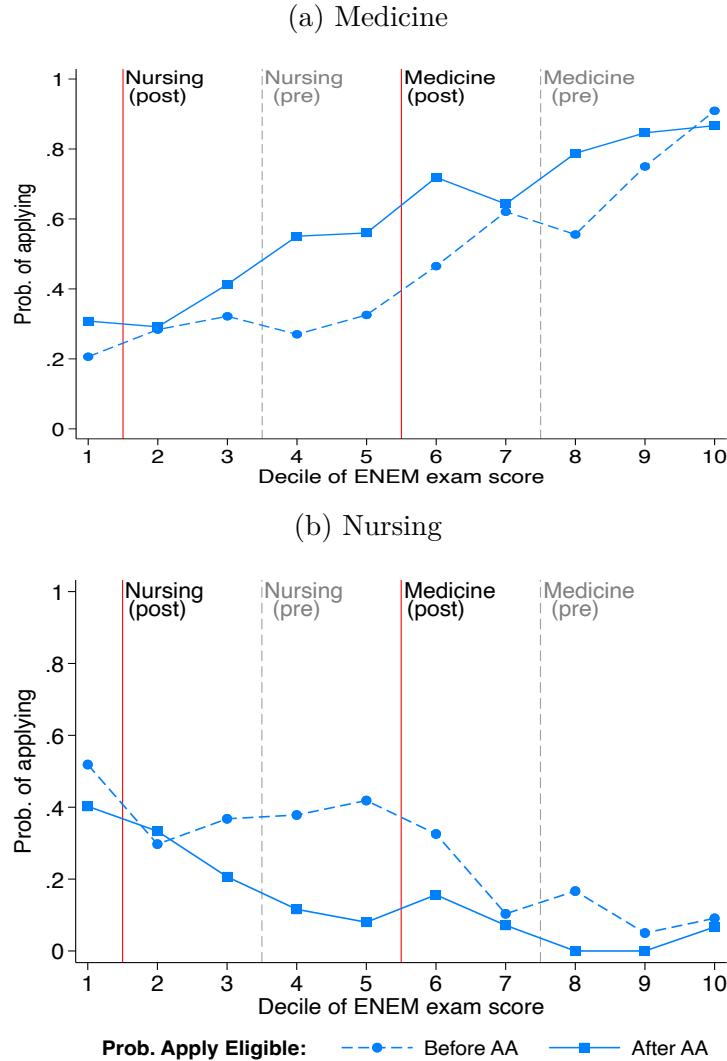 (a) Medicine
Nursing (post)
Nursing (pre)
Medicine (post)
Medicine (pre)
Prob. of applying
1
.8
.6
.4
.2
0
1 2 3 4 5 6 7 8 9 10
Decile of ENEM exam score
(b) Nursing
Nursing (post)
Nursing (pre)
Medicine (post)
Medicine (pre)
Prob. of applying
1
.8
.6
.4
.2
0
1 2 3 4 5 6 7 8 9 10
Decile of ENEM exam score
Prob. Apply Eligible: Before AA After AA